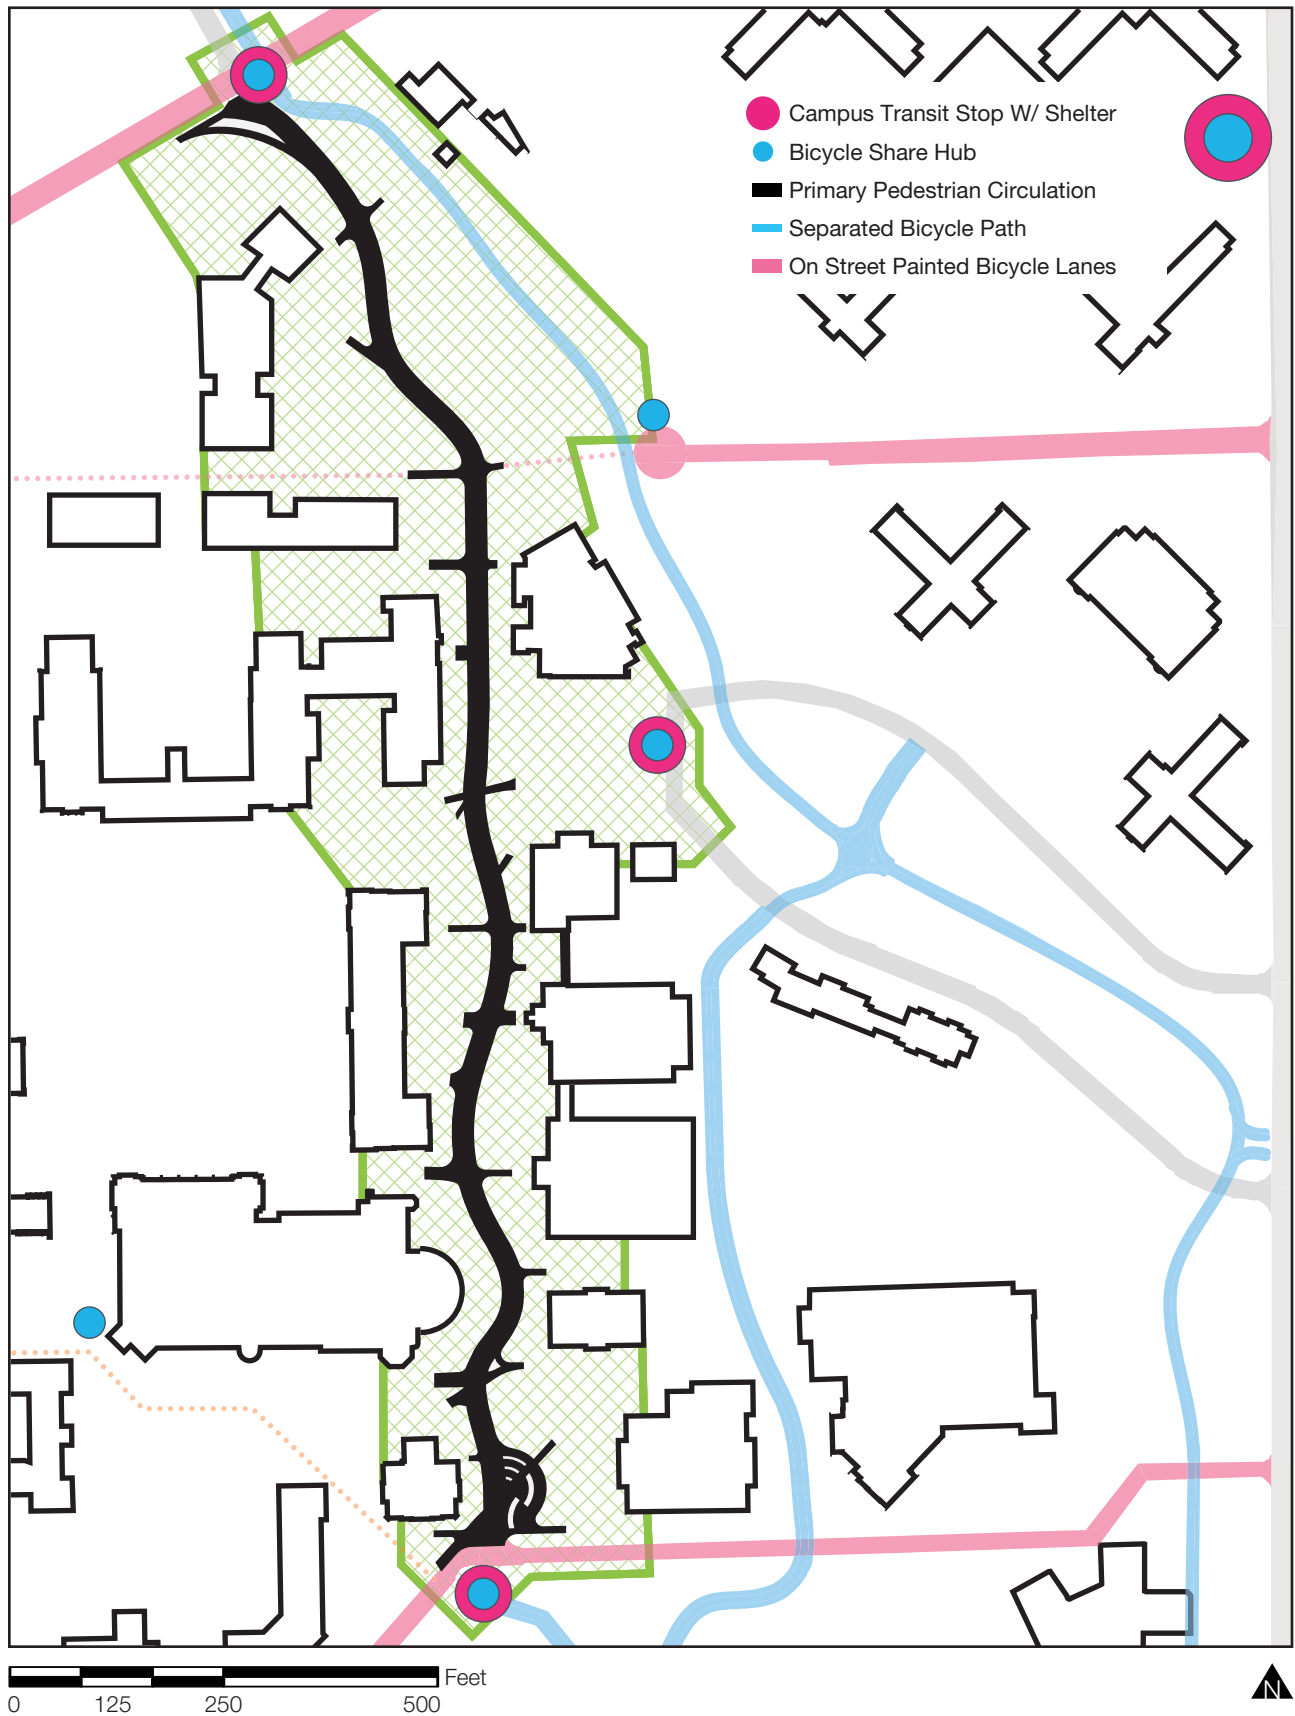 Campus Transit Stop W/ Shelter
Bicycle Share Hub
Primary Pedestrian Circulation
Separated Bicycle Path
On Street Painted Bicycle Lanes
Feet
0 125 250 500
N